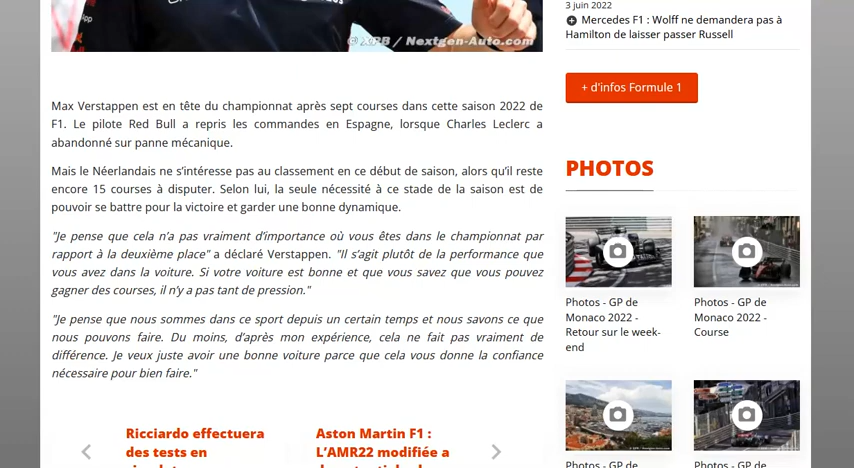 pp
© XPB / Nextgen-Auto.com
Max Verstappen est en tête du championnat après sept courses dans cette saison 2022 de
F1. Le pilote Red Bull a repris les commandes en Espagne, lorsque Charles Leclerc a
abandonné sur panne mécanique.
Mais le Néerlandais ne s’intéresse pas au classement en ce début de saison, alors qu’il reste
encore 15 courses à disputer. Selon lui, la seule nécessité à ce stade de la saison est de
pouvoir se battre pour la victoire et garder une bonne dynamique.
"Je pense que cela n’a pas vraiment d’importance où vous êtes dans le championnat par
rapport à la deuxième place" a déclaré Verstappen. "Il s’agit plutôt de la performance que
vous avez dans la voiture. Si votre voiture est bonne et que vous savez que vous pouvez
gagner des courses, il n’y a pas tant de pression."
"Je pense que nous sommes dans ce sport depuis un certain temps et nous savons ce que
nous pouvons faire. Du moins, d’après mon expérience, cela ne fait pas vraiment de
différence. Je veux juste avoir une bonne voiture parce que cela vous donne la confiance
nécessaire pour bien faire."
Ricciardo effectuera
des tests en
Aston Martin F1 :
L’AMR22 modifiée a
3 juin 2022
Mercedes F1 : Wolff ne demandera pas à
Hamilton de laisser passer Russell
+ d'infos Formule 1
PHOTOS
Photos - GP de
Monaco 2022 -
Retour sur le week-
end
Photos - GP de
Monaco 2022 -
Course
Photos - GP de
Photos - GP de